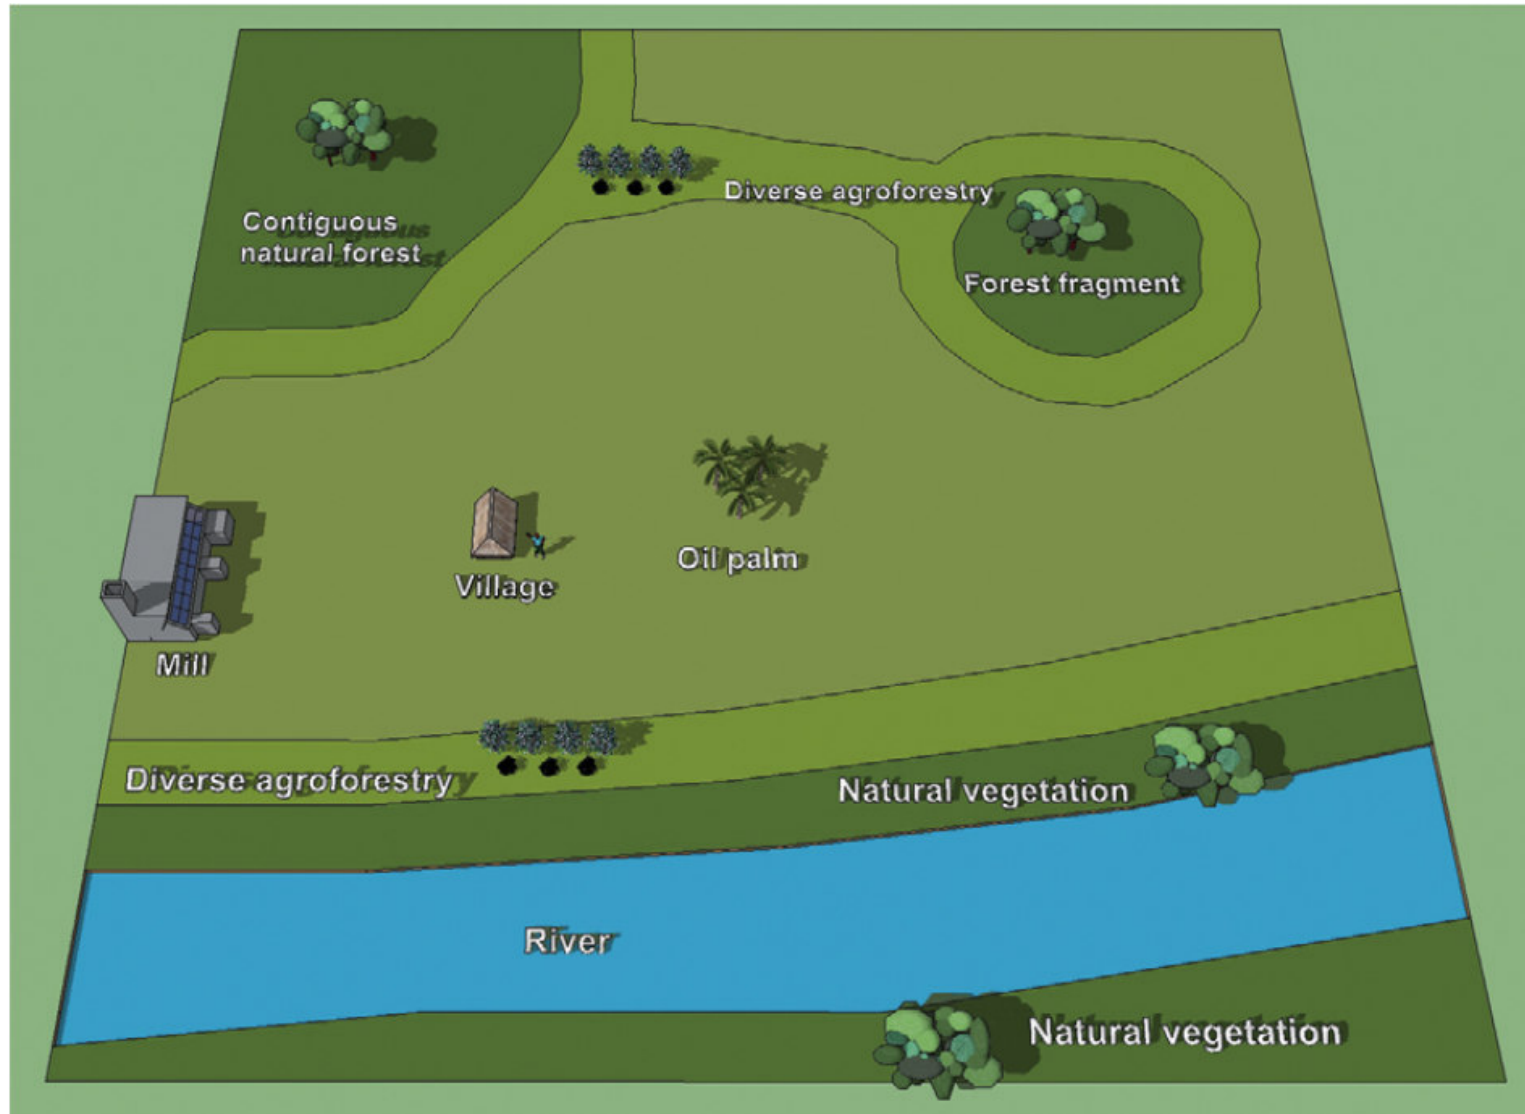 Diverse agroforestry
Contiguous
natural forest
Forest fragment
Oil palm
Village
Mill
Diverse agroforestry
Natural vegetation
River
Natural vegetation